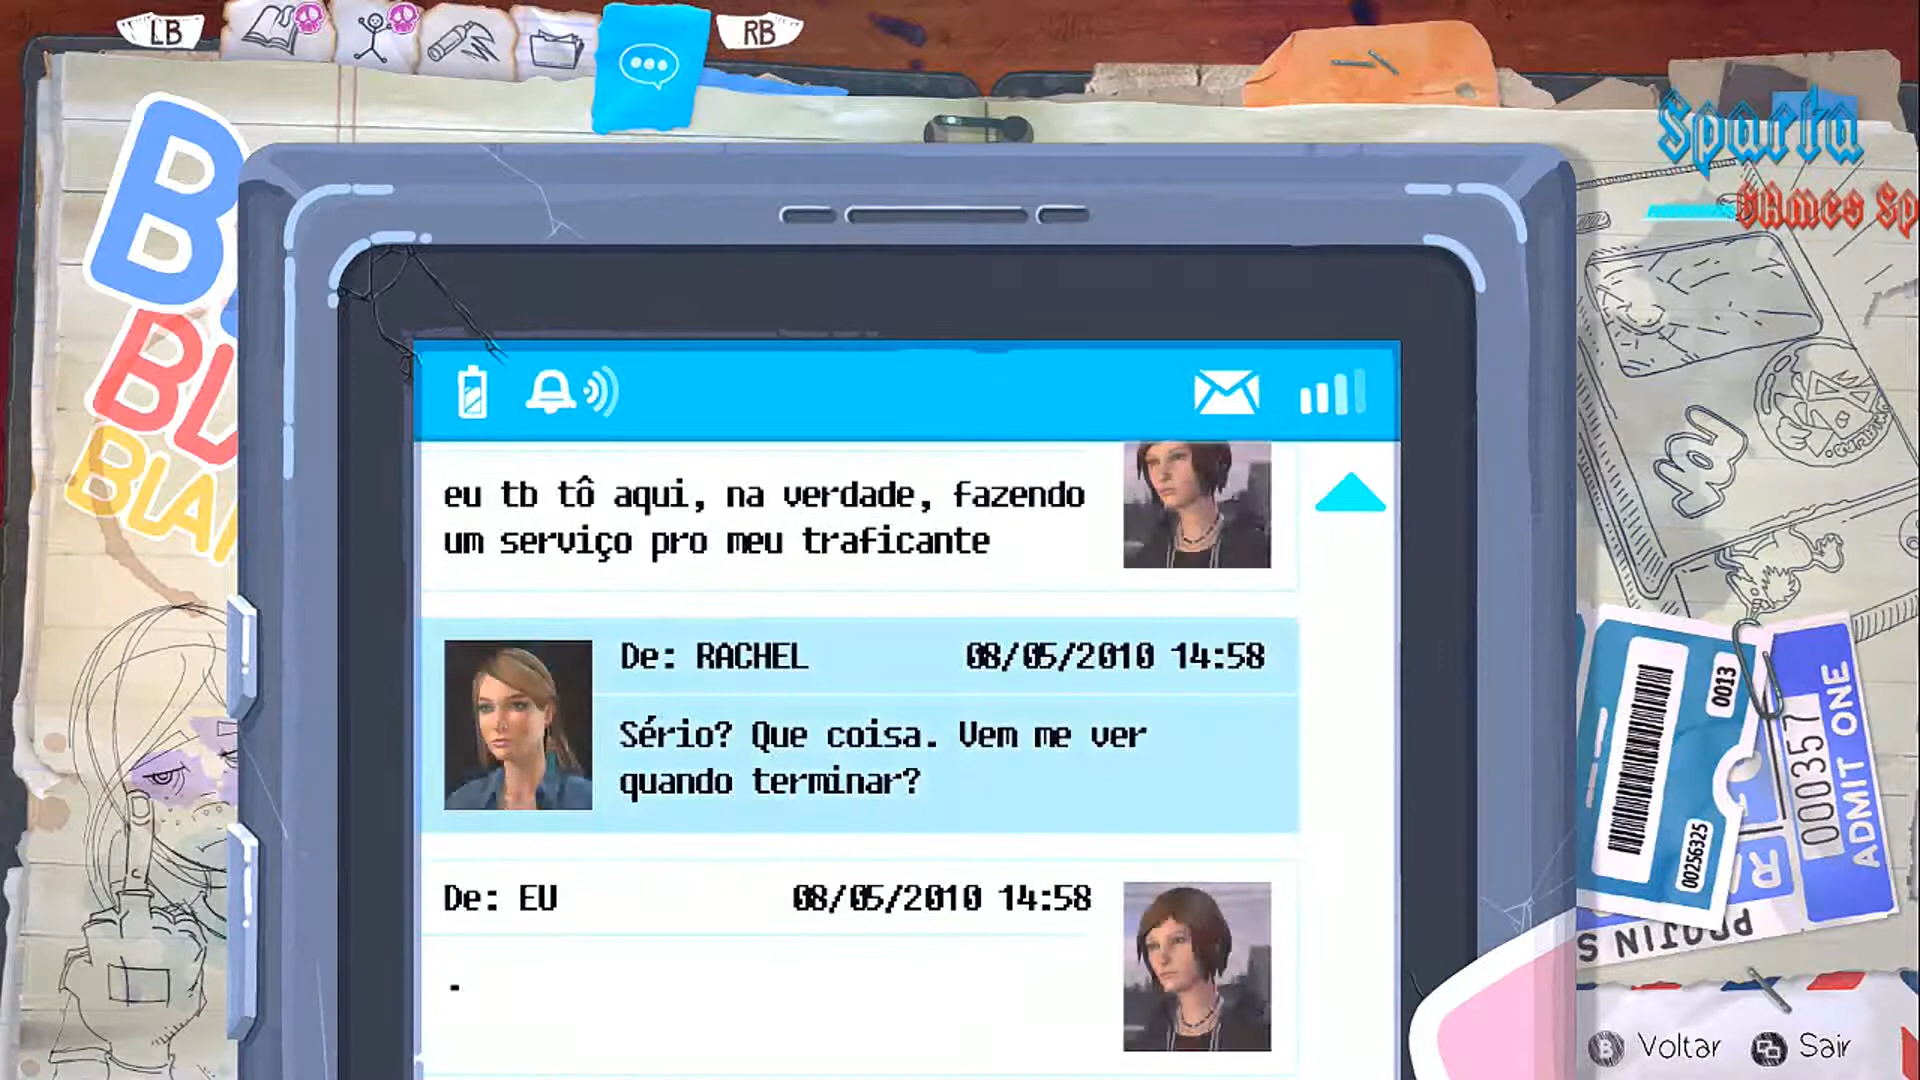 LB
RB
Sparta
GAmes Sp
eu tb tô aqui, na verdade, fazendo
um serviço pro meu traficante
De: RACHEL 08/05/2010 14:58
Sério? Que coisa. Vem me ver
quando terminar?
De: EU 08/05/2010 14:58
.
0013
00256325
000357
ADMIT ONE
B Voltar
Sair